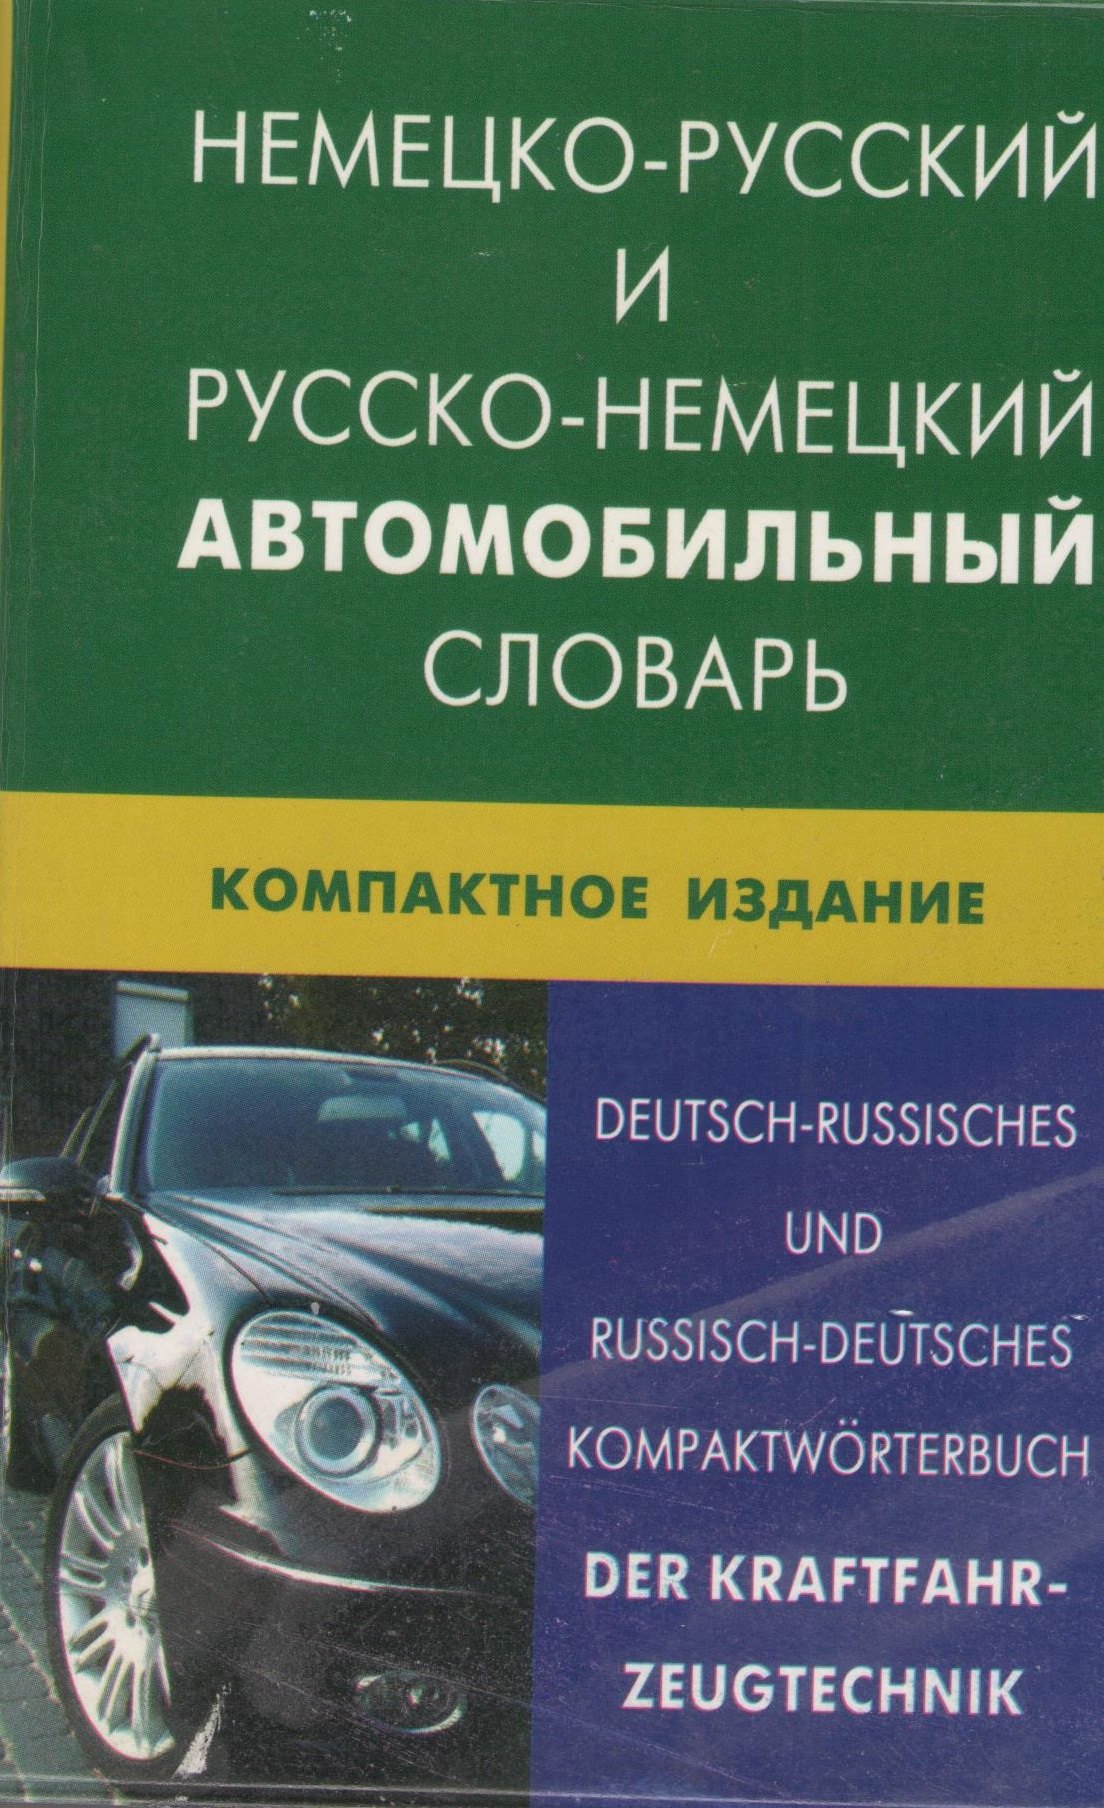 НЕМЕЦКО-РУССКИЙ
И
РУССКО-НЕМЕЦКИЙ
АВТОМОБИЛЬНЫЙ
СЛОВАРЬ
КОМПАКТНОЕ ИЗДАНИЕ
DEUTSCH-RUSSISCHES
UND
RUSSISCH-DEUTSCHES
KOMPAKTWÖRTERBUCH
DER KRAFTFAHR-
ZEUGTECHNIK